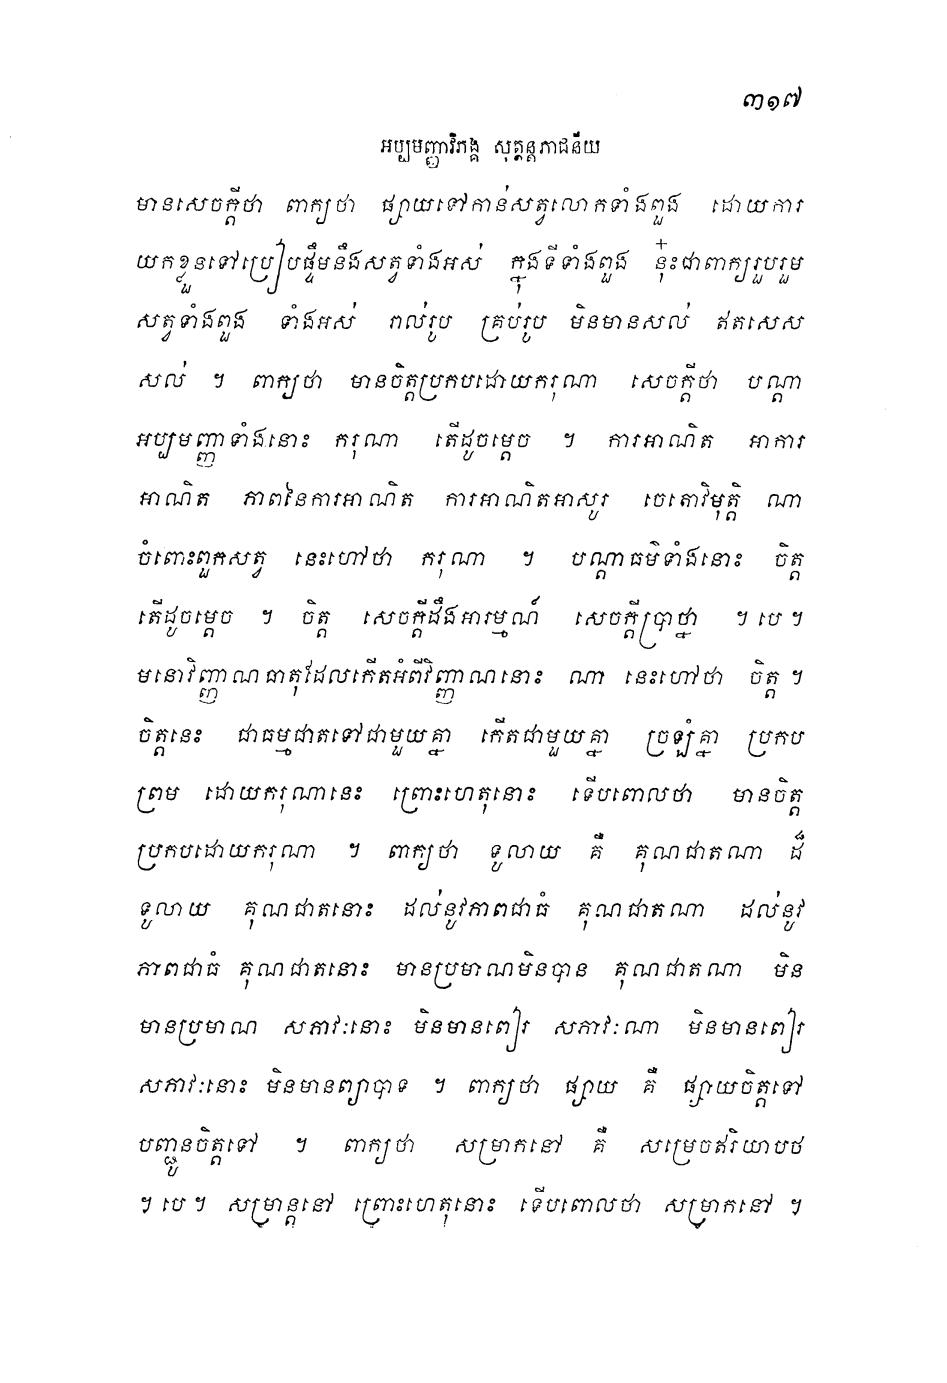 ៣១៧
អប្បមញ្ញាវិភង្គ សុត្តន្តភាជនីយ
មានសេចក្តីថា ពាក្យថា ផ្សាយទៅកាន់សត្វលោកទាំងពួង ដោយការ
យកខ្លួនទៅប្រៀបផ្ទឹមនឹងសត្វទាំងអស់ ក្នុងទីទាំងពួង នុ៎ះជាពាក្យរួបរួម
សត្វទាំងពួង ទាំងអស់ រាល់រូប គ្រប់រូប មិនមានសល់ ឥតសេស
សល់ ។ ពាក្យថា មានចិត្តប្រកបដោយករុណា សេចក្តីថា បណ្តា
អប្បមញ្ញាទាំងនោះ ករុណា តើដូចម្តេច ។ ការអាណិត អាការ
អាណិត ភាពនៃការអាណិត ការអាណិតអាសូរ ចេតោវិមុត្តិ ណា
ចំពោះពួកសត្វ នេះហៅថា ករុណា ។ បណ្តាធម៌ទាំងនោះ ចិត្ត
តើដូចម្តេច ។ ចិត្ត សេចក្តីដឹងអារម្មណ៍ សេចក្តីប្រាថ្នា ។ បេ ។
មនោវិញ្ញាណធាតុដែលកើតអំពីវិញ្ញាណនោះ ណា នេះហៅថា ចិត្ត ។
ចិត្តនេះ ជាធម្មជាតទៅជាមួយគ្នា កើតជាមួយគ្នា ច្រឡំគ្នា ប្រកប
ព្រម ដោយករុណានេះ ព្រោះហេតុនោះ ទើបពោលថា មានចិត្ត
ប្រកបដោយករុណា ។ ពាក្យថា ទូលាយ គឺ គុណជាតណា ដ៏
ទូលាយ គុណជាតនោះ ដល់នូវភាពជាធំ គុណជាតណា ដល់នូវ
ភាពជាធំ គុណជាតនោះ មានប្រមាណមិនបាន គុណជាតណា មិន
មានប្រមាណ សភាវៈនោះ មិនមានពៀរ សភាវៈណា មិនមានពៀរ
សភាវៈនោះ មិនមានព្យាបាទ ។ ពាក្យថា ផ្សាយ គឺ ផ្សាយចិត្តទៅ
បញ្ជូនចិត្តទៅ ។ ពាក្យថា សម្រាកនៅ គឺ សម្រេចឥរិយាបថ
។ បេ ។ សម្រាន្តនៅ ព្រោះហេតុនោះ ទើបពោលថា សម្រាកនៅ ។